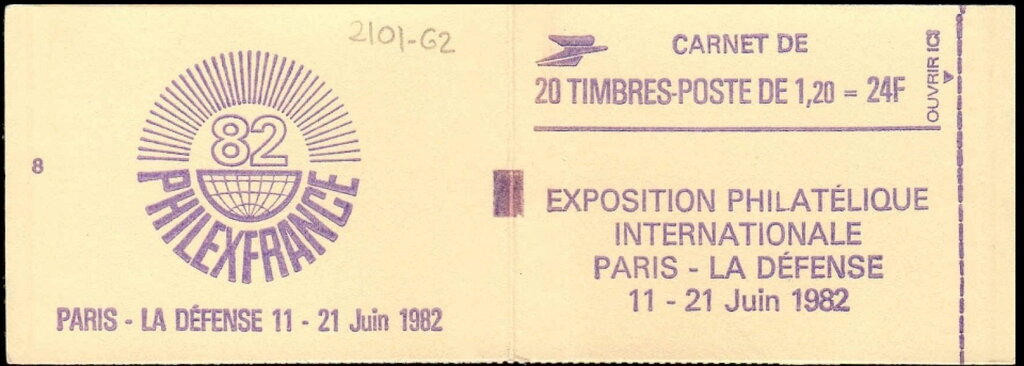 2101-G2
82
PHILEXFRANCE
8
PARIS - LA DÉFENSE 11 - 21 Juin 1982
CARNET DE
20 TIMBRES-POSTE DE 1,20 = 24F
OUVRIR ICI
EXPOSITION PHILATÉLIQUE
INTERNATIONALE
PARIS - LA DÉFENSE
11 - 21 Juin 1982